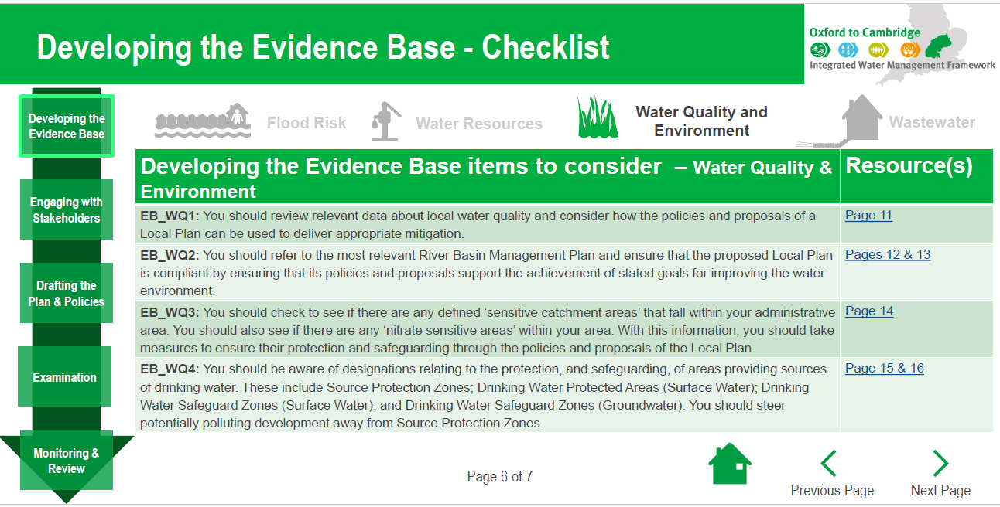 Developing the Evidence Base - Checklist
Oxford to Cambridge
Integrated Water Management Framework
Developing the
Evidence Base
Engaging with
Stakeholders
Drafting the
Plan & Policies
Examination
Monitoring &
Review
Flood Risk
Water Resources
Water Quality and
Environment
Wastewater
Developing the Evidence Base items to consider – Water Quality &
Environment
Resource(s)
EB_WQ1: You should review relevant data about local water quality and consider how the policies and proposals of a
Local Plan can be used to deliver appropriate mitigation.
Page 11
EB_WQ2: You should refer to the most relevant River Basin Management Plan and ensure that the proposed Local Plan
is compliant by ensuring that its policies and proposals support the achievement of stated goals for improving the water
environment.
Pages 12 & 13
EB_WQ3: You should check to see if there are any defined ‘sensitive catchment areas’ that fall within your administrative
area. You should also see if there are any ‘nitrate sensitive areas’ within your area. With this information, you should take
measures to ensure their protection and safeguarding through the policies and proposals of the Local Plan.
Page 14
EB_WQ4: You should be aware of designations relating to the protection, and safeguarding, of areas providing sources
of drinking water. These include Source Protection Zones; Drinking Water Protected Areas (Surface Water); Drinking
Water Safeguard Zones (Surface Water); and Drinking Water Safeguard Zones (Groundwater). You should steer
potentially polluting development away from Source Protection Zones.
Page 15 & 16
Page 6 of 7
Previous Page
Next Page